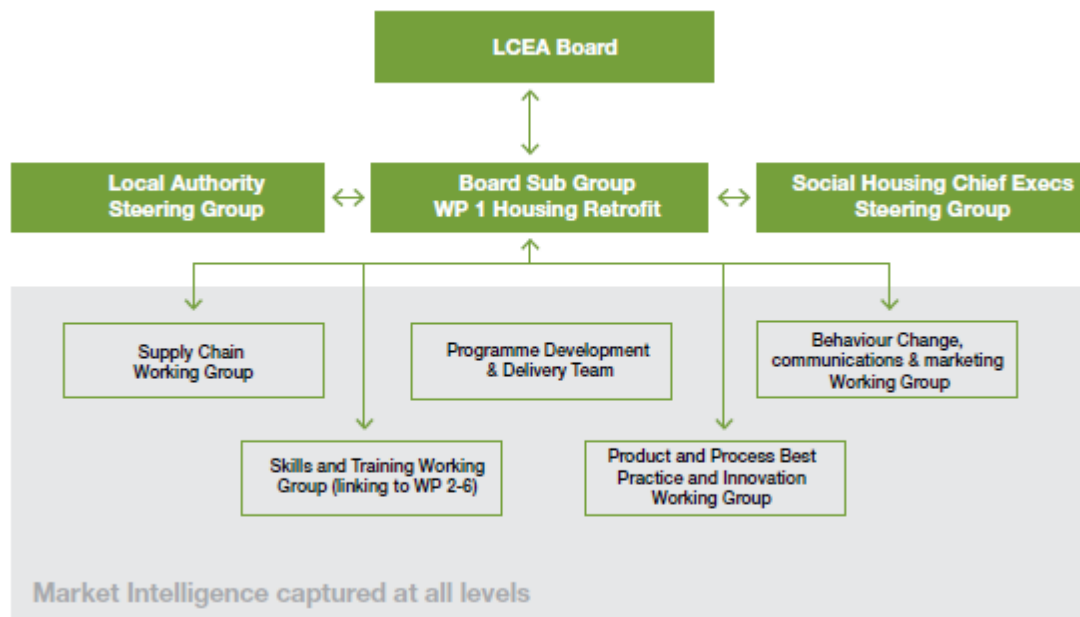 LCEA Board
Local Authority
Steering Group
Board Sub Group
WP 1 Housing Retrofit
Social Housing Chief Execs
Steering Group
Supply Chain
Working Group
Programme Development
& Delivery Team
Behaviour Change,
communications & marketing
Working Group
Skills and Training Working
Group (linking to WP 2-6)
Product and Process Best
Practice and Innovation
Working Group
Market Intelligence captured at all levels